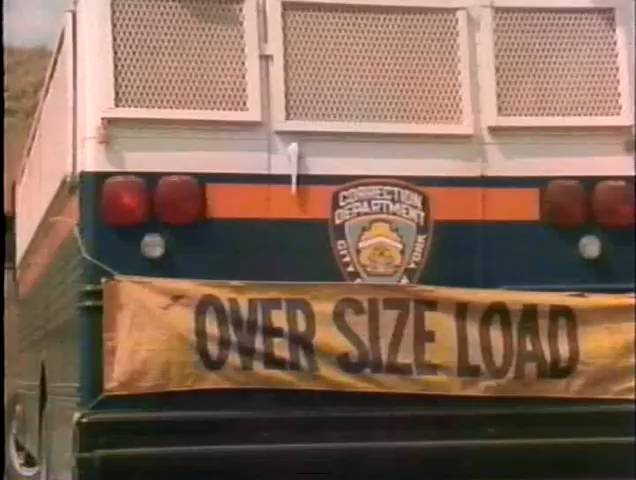 CORRECTION
DEPARTMENT
CITY YORK
OVER SIZE LOAD